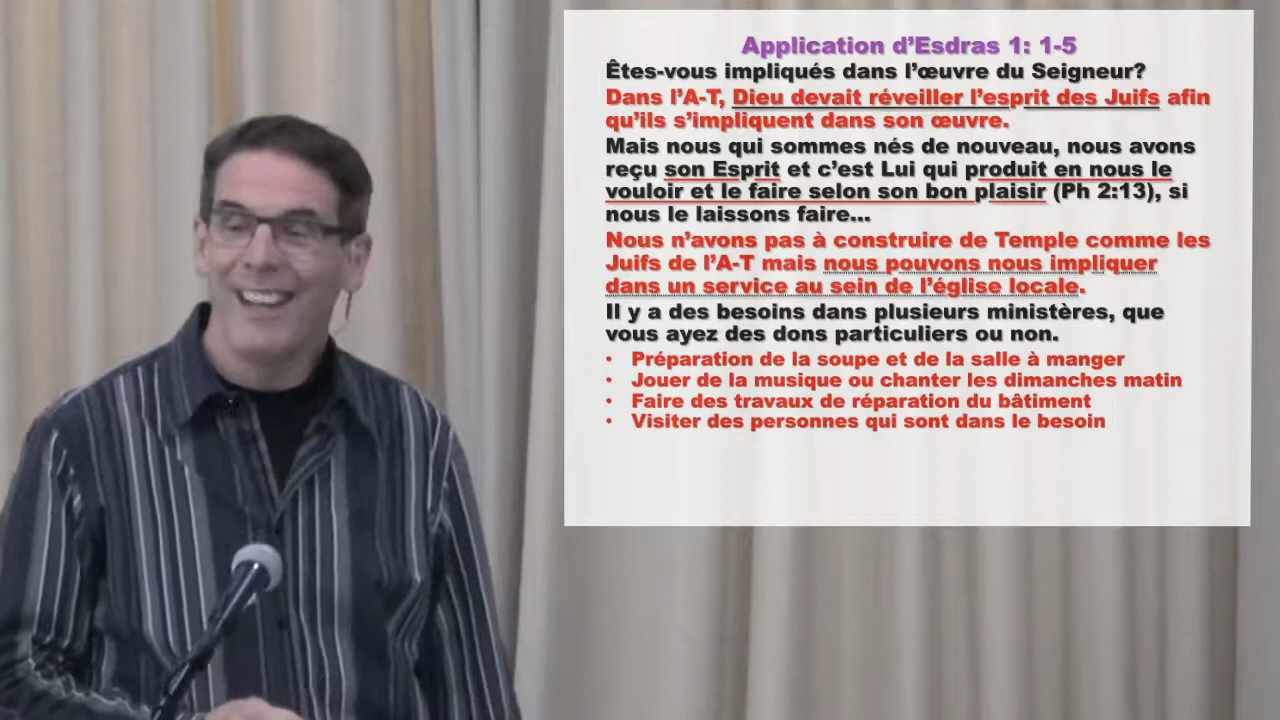 Application d’Esdras 1: 1-5
Êtes-vous impliqués dans l’œuvre du Seigneur?
Dans l’A-T, Dieu devait réveiller l’esprit des Juifs afin
qu’ils s’impliquent dans son œuvre.
Mais nous qui sommes nés de nouveau, nous avons
reçu son Esprit et c’est Lui qui produit en nous le
vouloir et le faire selon son bon plaisir (Ph 2:13), si
nous le laissons faire...
Nous n’avons pas à construire de Temple comme les
Juifs de l’A-T mais nous pouvons nous impliquer
dans un service au sein de l’église locale.
Il y a des besoins dans plusieurs ministères, que
vous ayez des dons particuliers ou non.
• Préparation de la soupe et de la salle à manger
• Jouer de la musique ou chanter les dimanches matin
• Faire des travaux de réparation du bâtiment
• Visiter des personnes qui sont dans le besoin